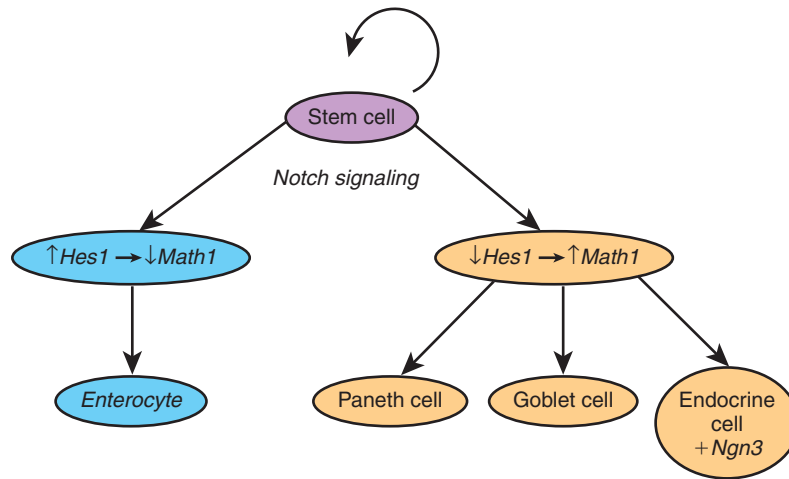 Stem cell
Notch signaling
↑Hes1 → ↓Math1
↓Hes1 → ↑Math1
Enterocyte
Paneth cell
Goblet cell
Endocrine
cell
+Ngn3